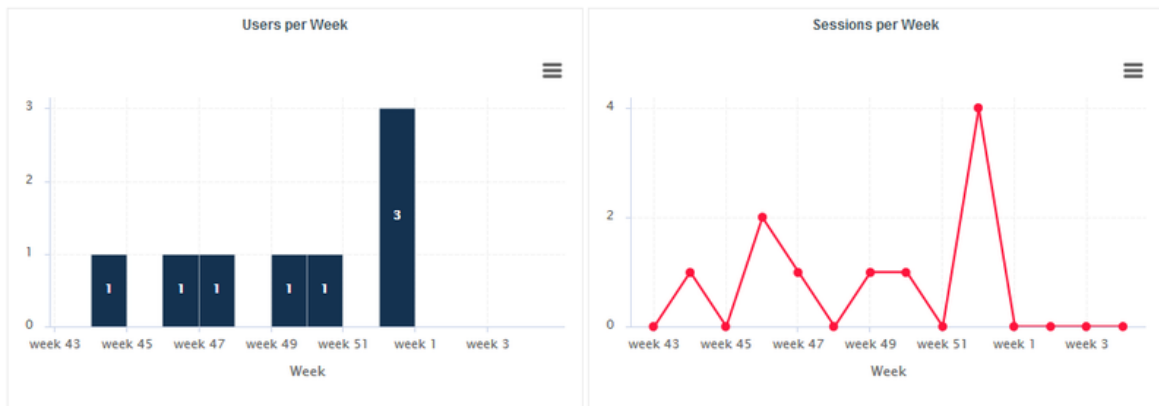 Users per Week
3
2
1
0
1
1
1
1
1
3
week 43
week 45
week 47
week 49
week 51
week 1
week 3
Week
Sessions per Week
4
2
0
week 43
week 45
week 47
week 49
week 51
week 1
week 3
Week